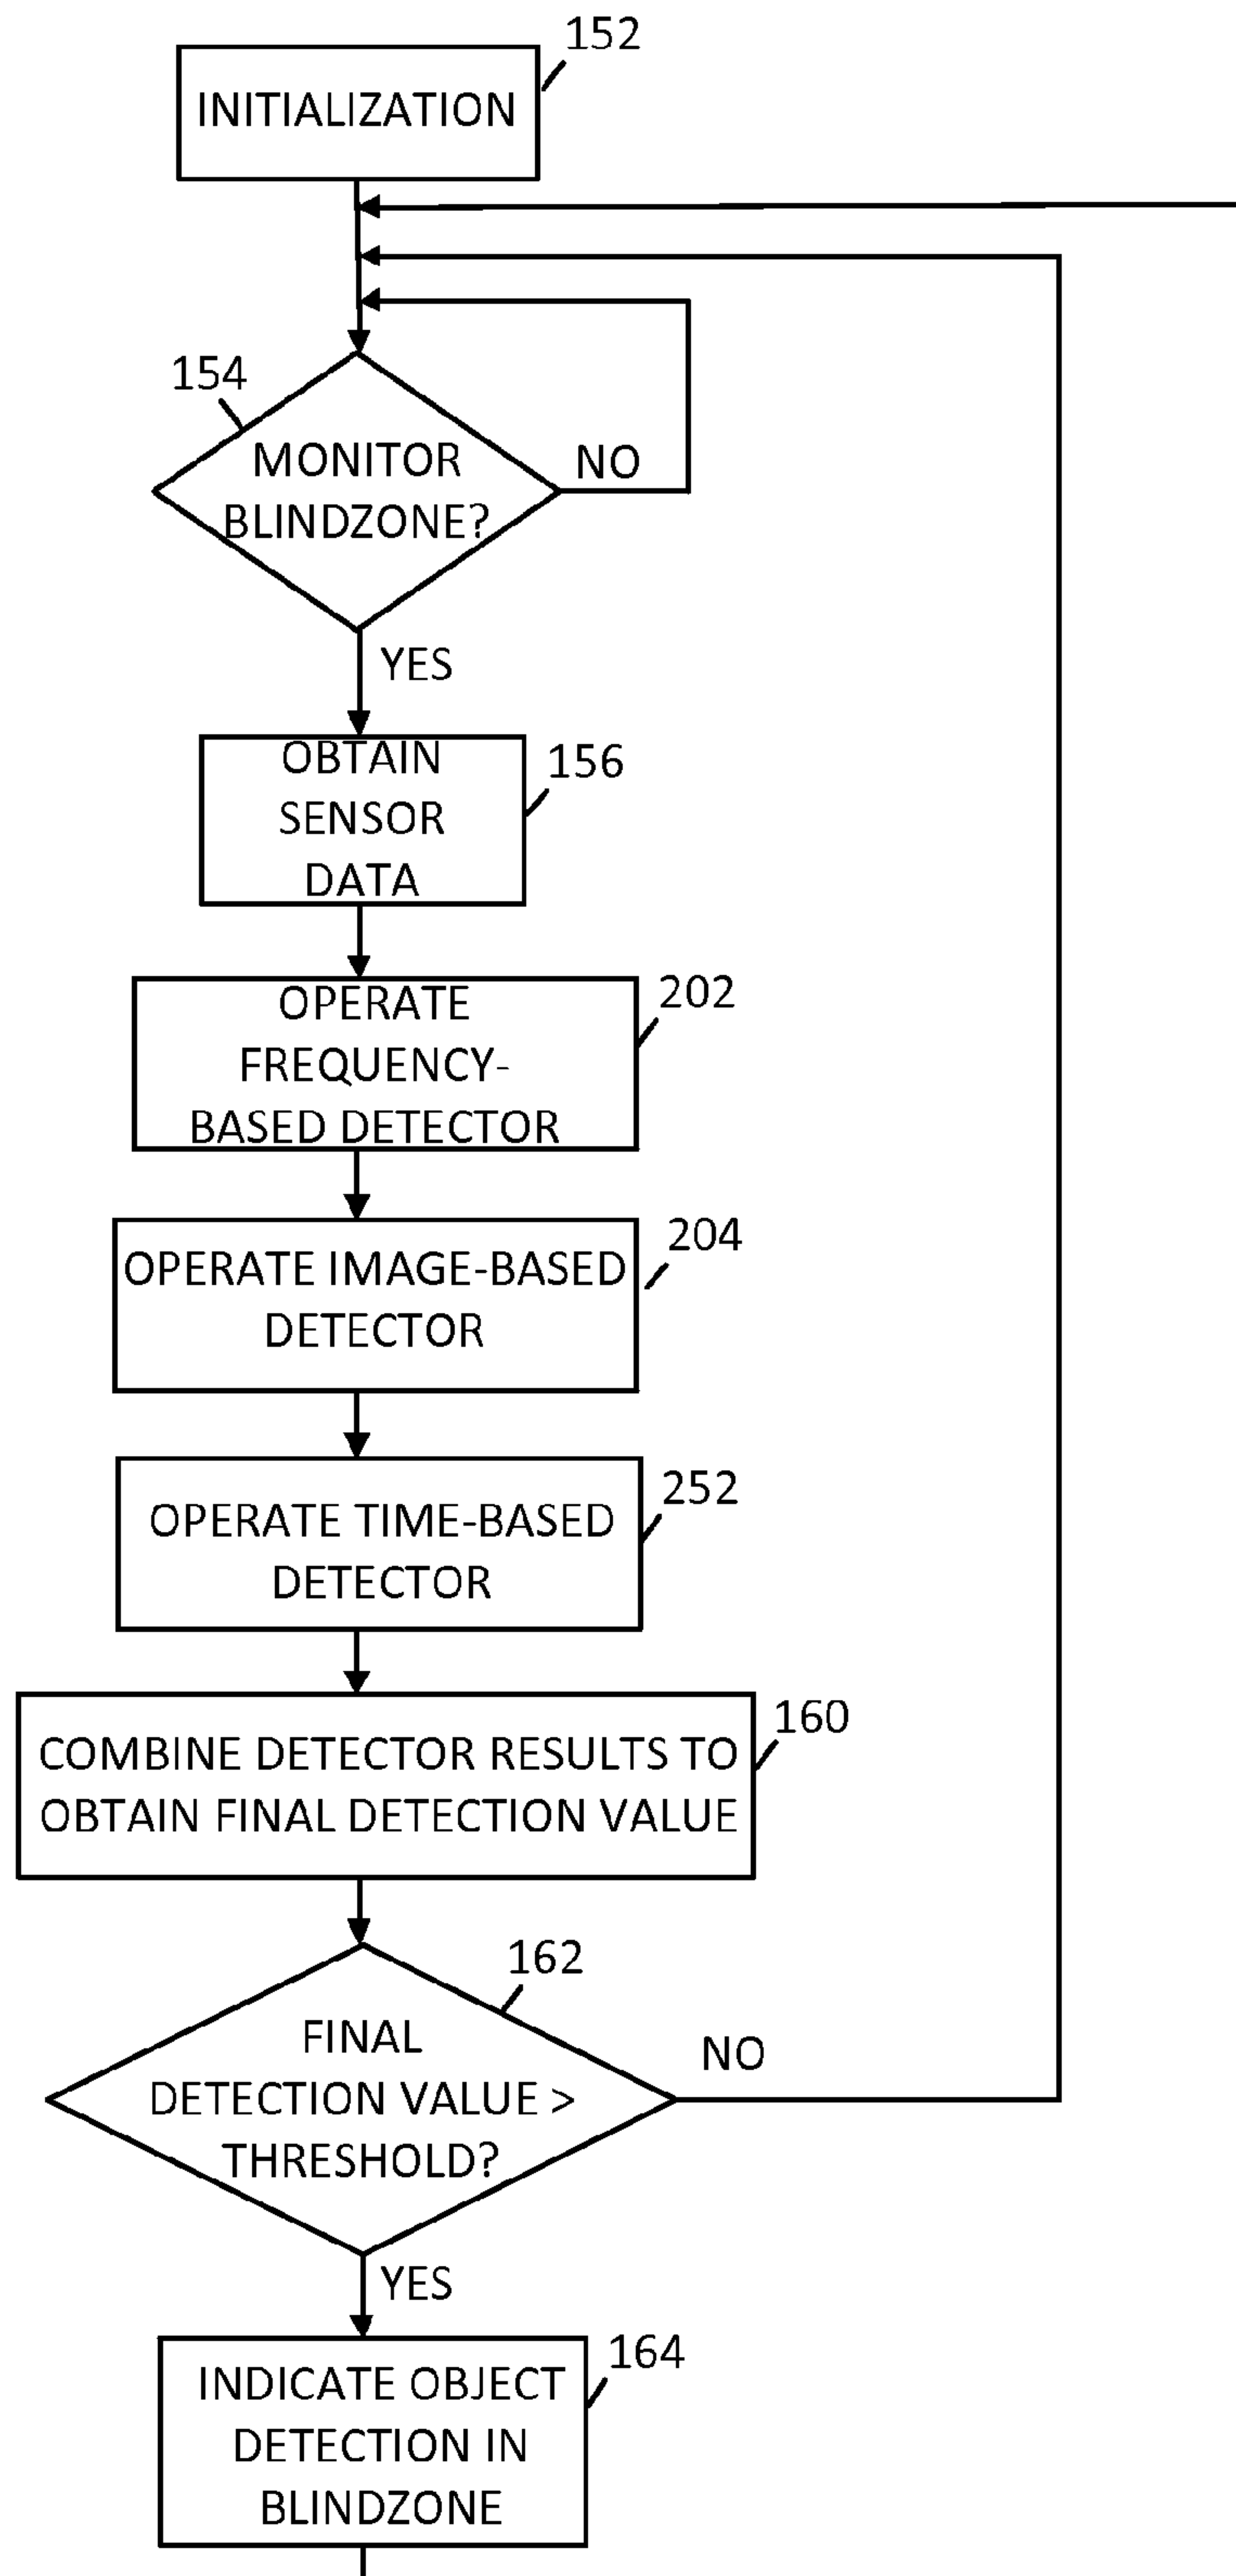 152
INITIALIZATION
154
MONITOR
BLINDZONE?
NO
YES
OBTAIN
SENSOR
DATA
156
OPERATE
FREQUENCY-
BASED DETECTOR
202
OPERATE IMAGE-BASED
DETECTOR
204
OPERATE TIME-BASED
DETECTOR
252
COMBINE DETECTOR RESULTS TO
OBTAIN FINAL DETECTION VALUE
160
162
FINAL
DETECTION VALUE >
THRESHOLD?
NO
YES
INDICATE OBJECT
DETECTION IN
BLINDZONE
164